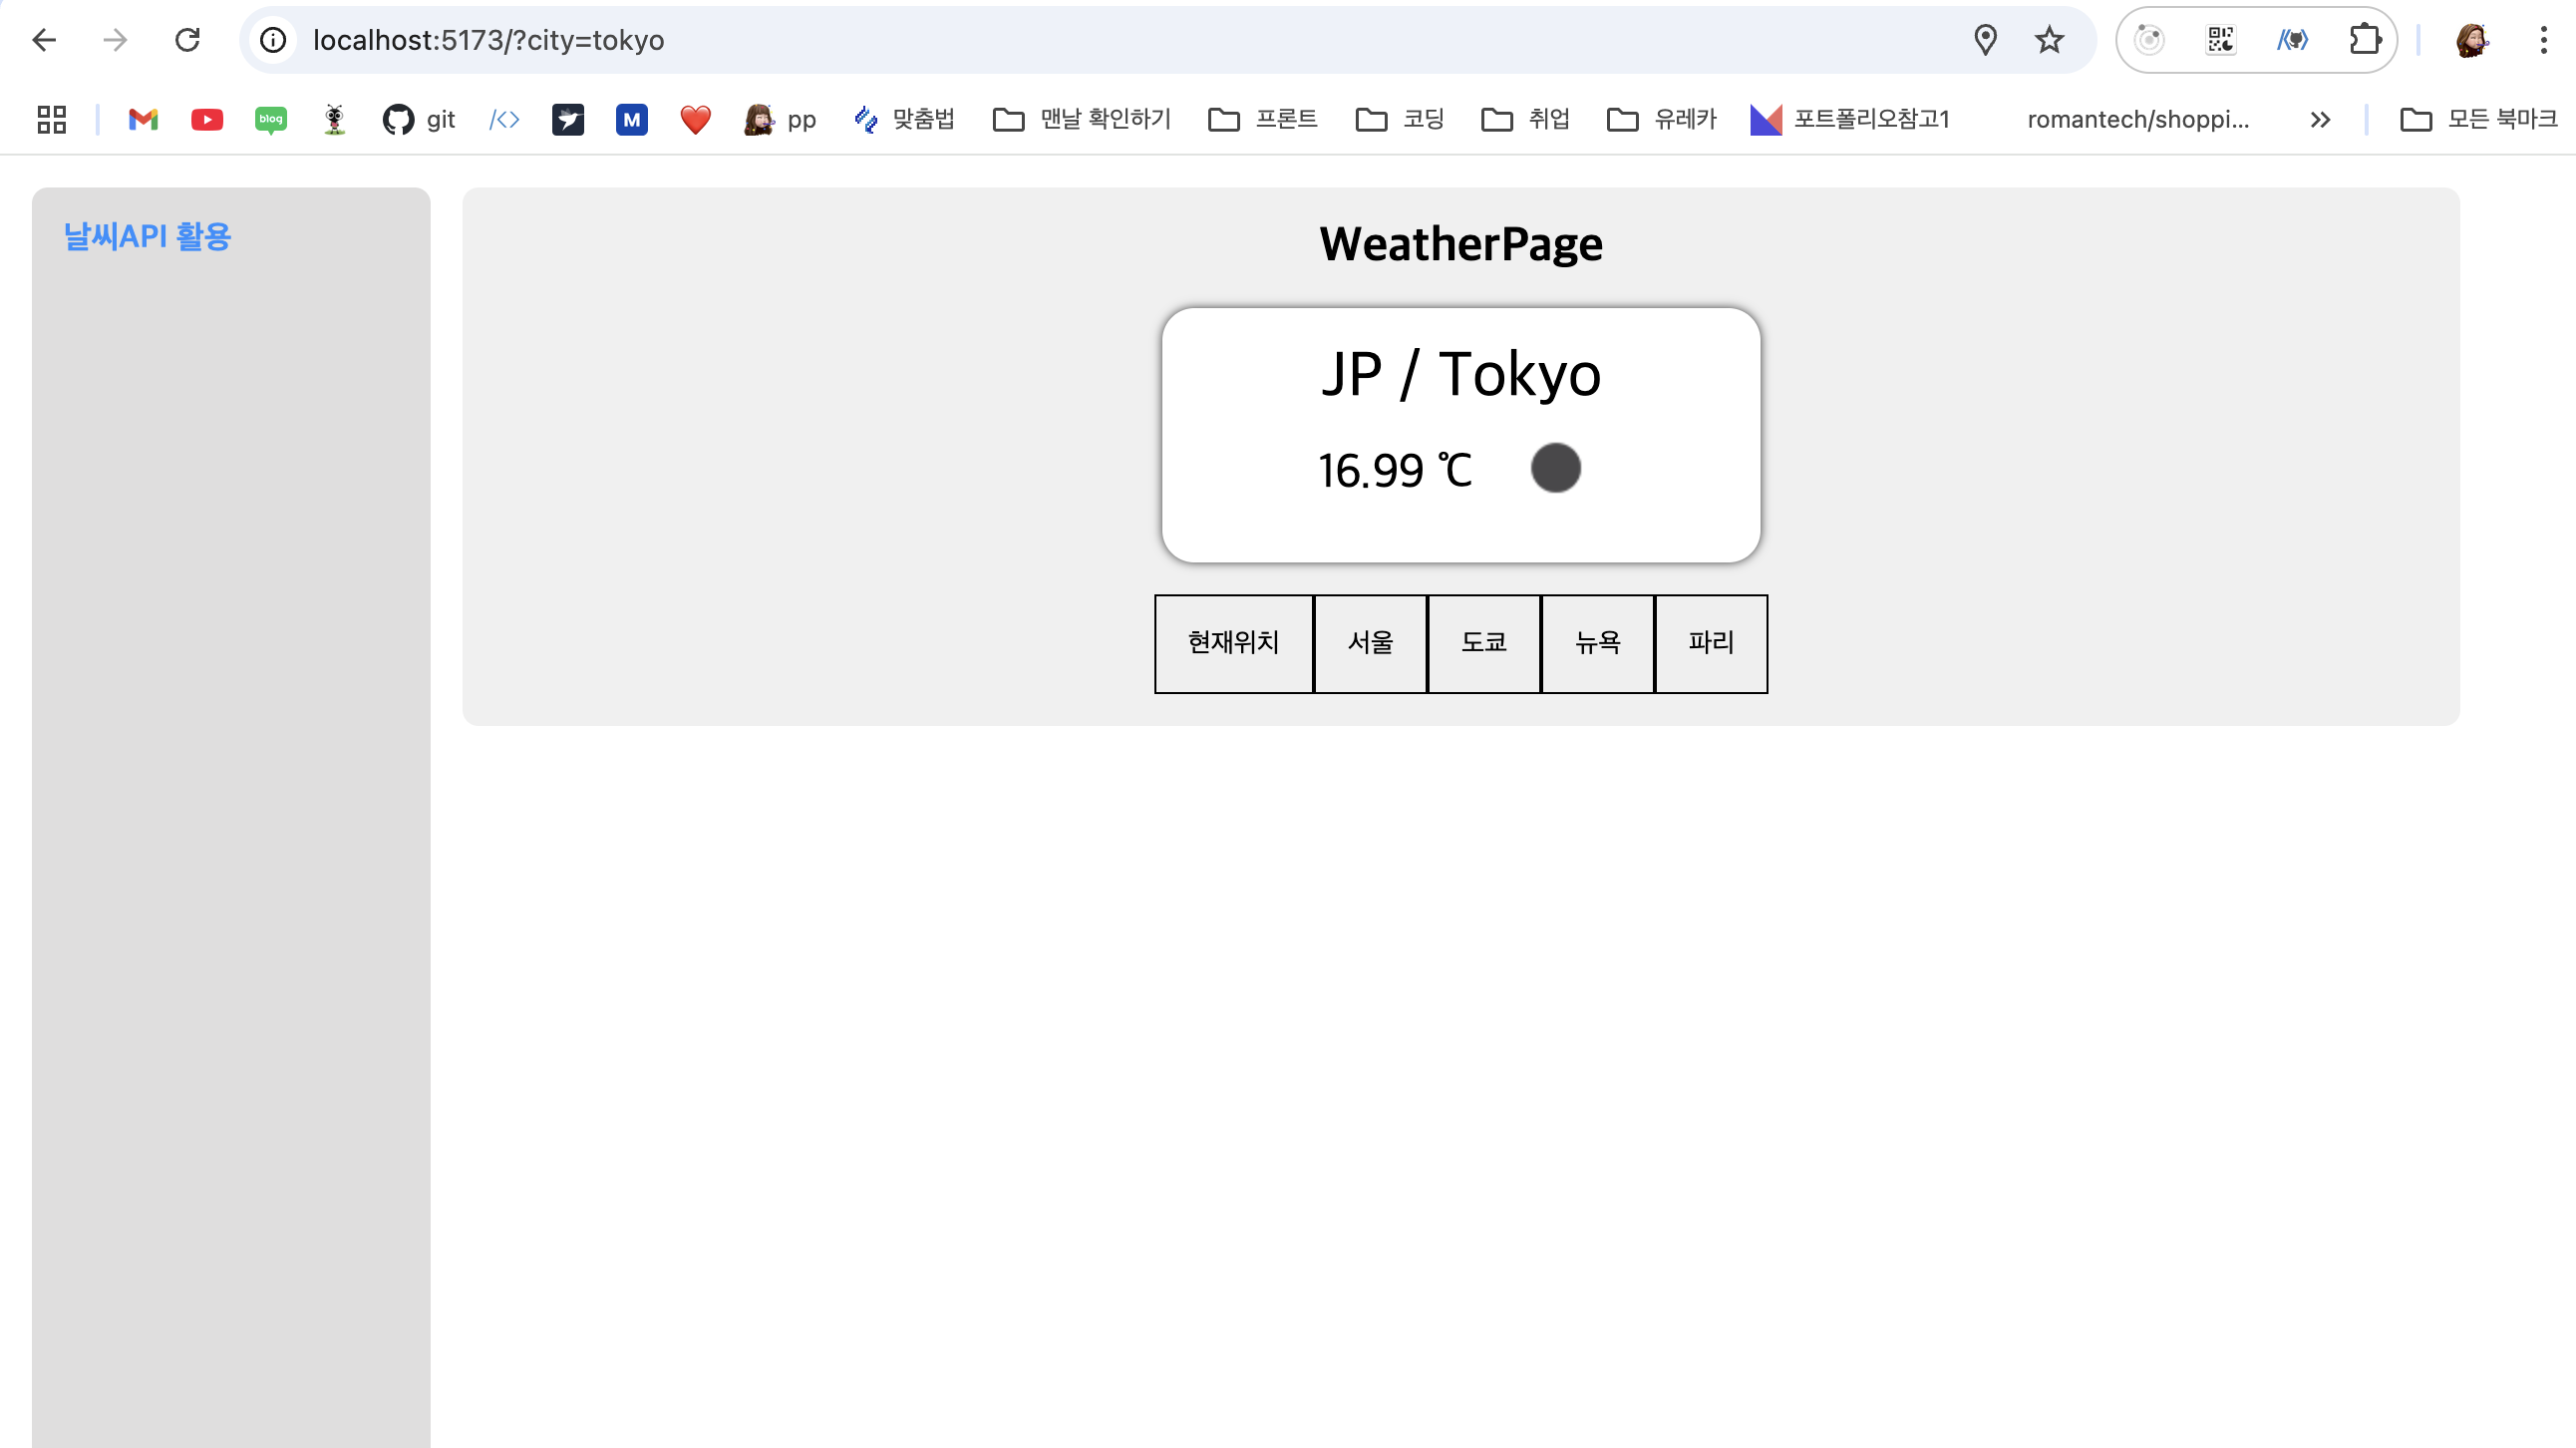 localhost:5173/?city=tokyo
blog git M pp 맞춤법 맨날 확인하기 프론트 코딩 취업 유레카 포트폴리오참고1 romantech/shoppi... 모든 북마크
날씨API 활용
WeatherPage
JP / Tokyo
16.99 ℃
현재위치 서울 도쿄 뉴욕 파리